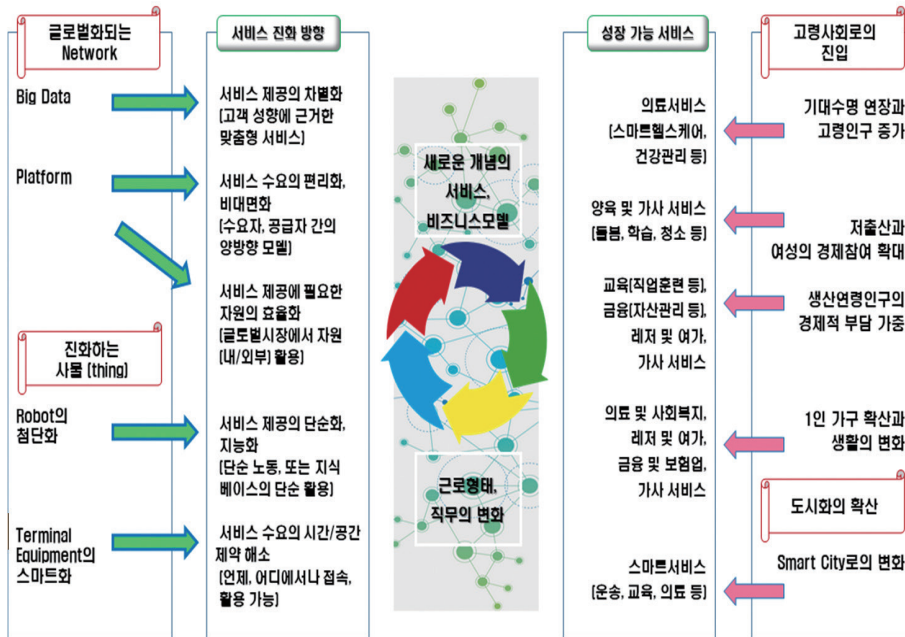 글로벌화되는
Network
Big Data
Platform
진화하는
사물 (thing)
Robot의
첨단화
Terminal
Equipment의
스마트화
서비스 진화 방향
서비스 제공의 차별화
(고객 성향에 근거한
맞춤형 서비스)
서비스 수요의 편리화,
비대면화
(수요자, 공급자 간의
양방향 모델)
서비스 제공에 필요한
자원의 효율화
(글로벌시장에서 자원
(내/외부) 활용)
서비스 제공의 단순화,
지능화
(단순 노동, 또는 지식
베이스의 단순 활용)
서비스 수요의 시간/공간
제약 해소
(언제, 어디에서나 접속,
활용 가능)
새로운 개념의
서비스,
비즈니스모델
근로형태,
직무의 변화
성장 가능 서비스
의료서비스
(스마트헬스케어,
건강관리 등)
양육 및 가사 서비스
(돌봄, 학습, 청소 등)
교육(직업훈련 등),
금융(자산관리 등),
레저 및 여가,
가사 서비스
의료 및 사회복지,
레저 및 여가,
금융 및 보험업,
가사 서비스
스마트서비스
(운송, 교육, 의료 등)
고령사회로의
진입
기대수명 연장과
고령인구 증가
저출산과
여성의 경제참여 확대
생산연령인구의
경제적 부담 가중
1인 가구 확산과
생활의 변화
도시화의 확산
Smart City로의 변화